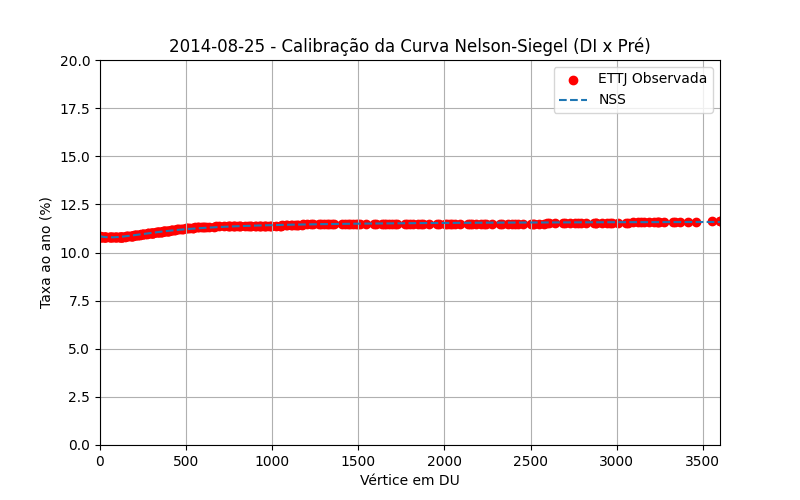 2014-08-25 - Calibração da Curva Nelson-Siegel (DI x Pré)
ETTJ Observada
NSS
Taxa ao ano (%)
20.0
17.5
15.0
12.5
10.0
7.5
5.0
2.5
0.0
0 500 1000 1500 2000 2500 3000 3500
Vértice em DU